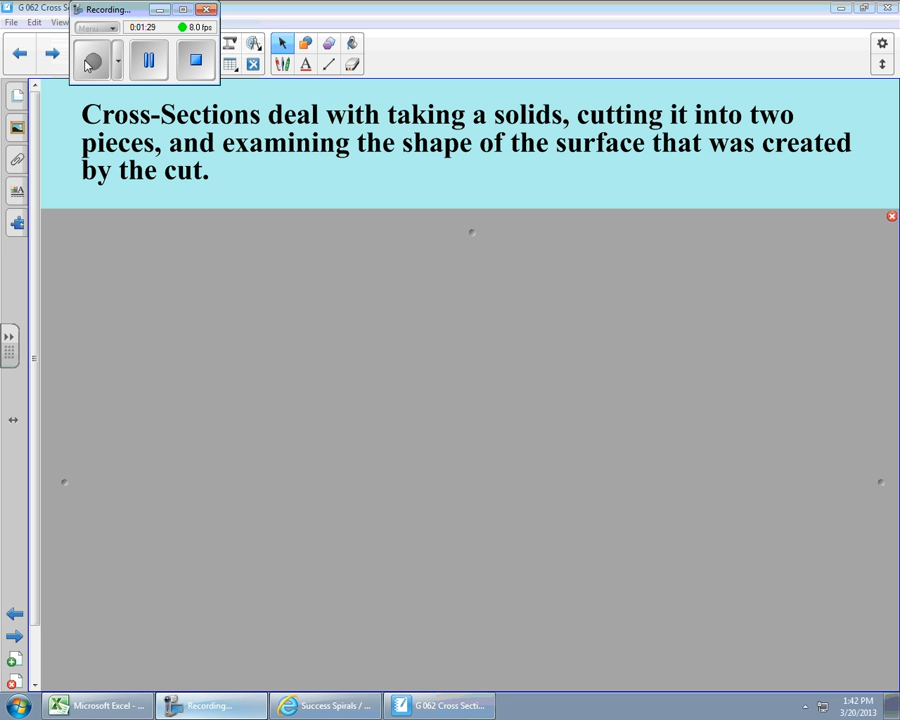 G 062 Cross S
Recording...
File Edit View
Menu
0:01:29
8.0 fps
Cross-Sections deal with taking a solids, cutting it into two
pieces, and examining the shape of the surface that was created
by the cut.
Microsoft Excel - ...
Recording...
Success Spirals / ...
G 062 Cross Secti...
1:42 PM
3/20/2013